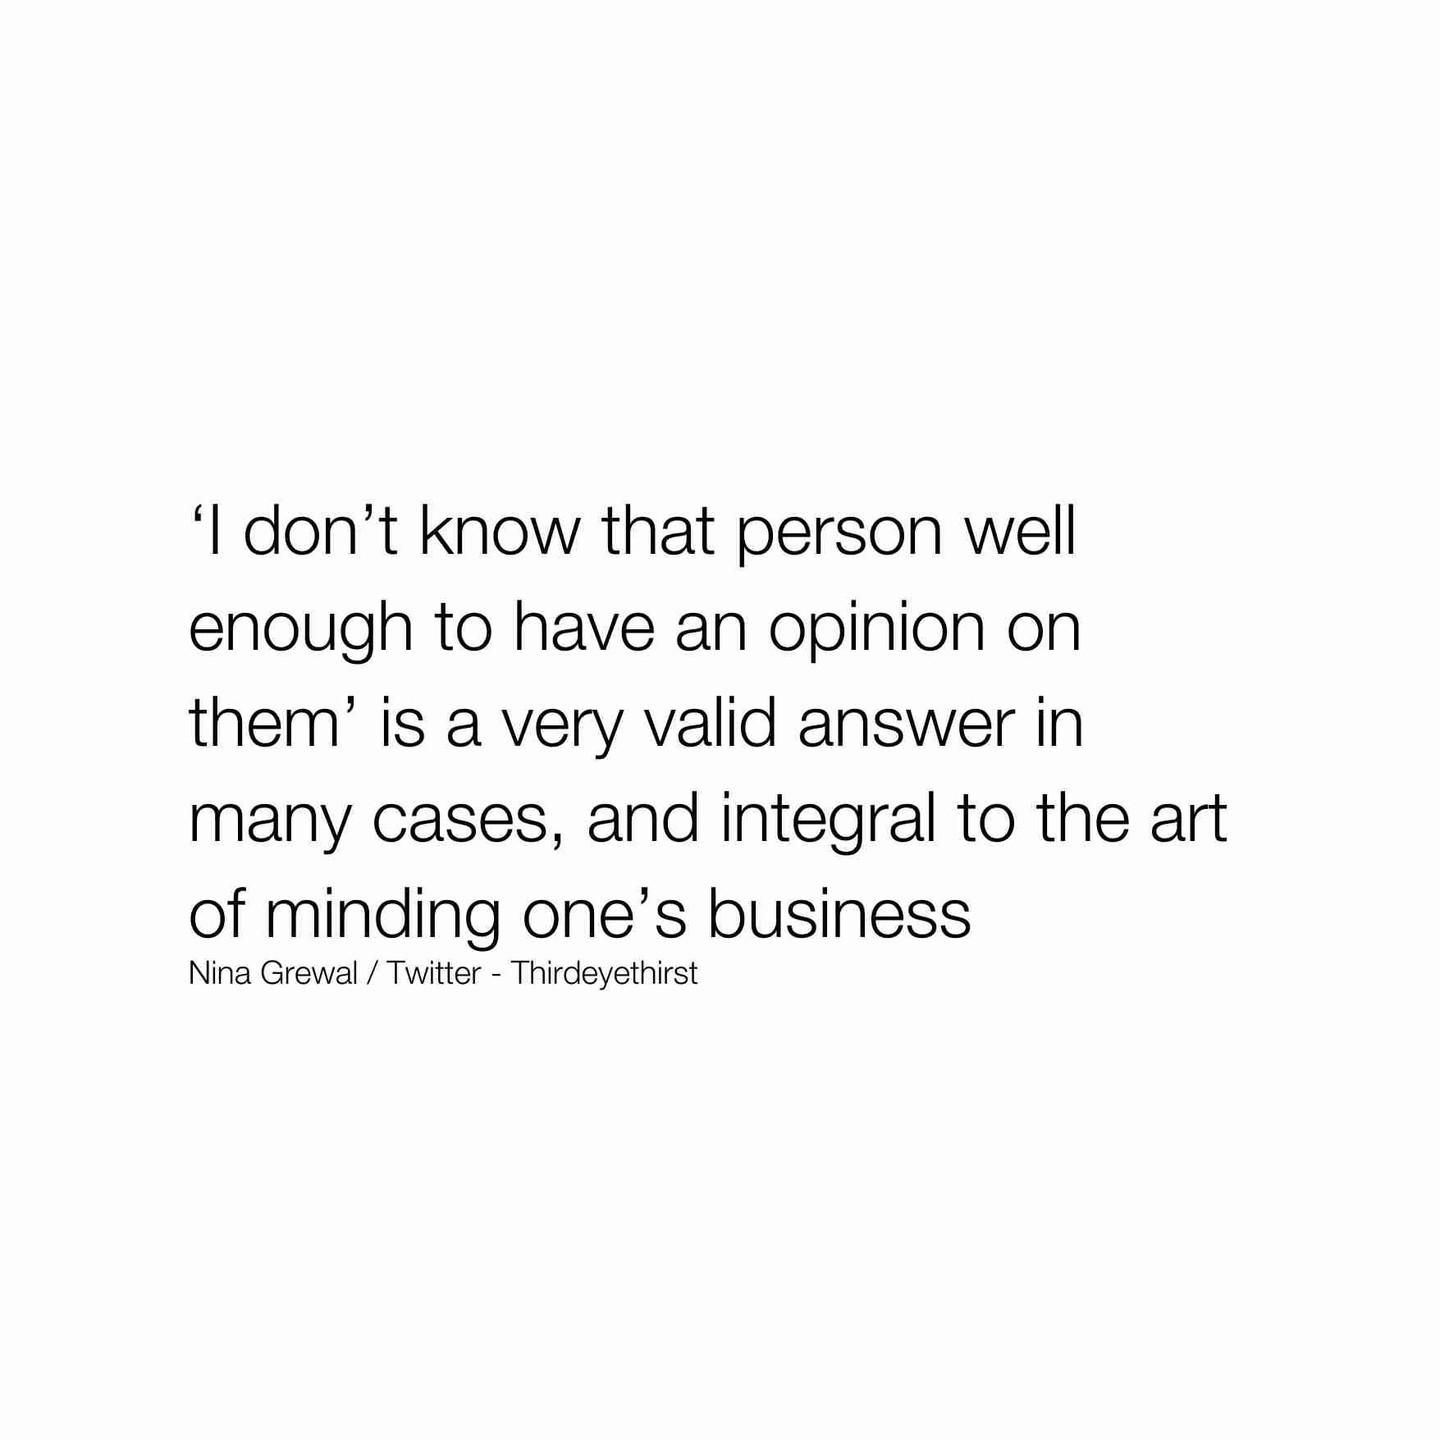 ‘I don’t know that person well
enough to have an opinion on
them’ is a very valid answer in
many cases, and integral to the art
of minding one’s business
Nina Grewal / Twitter - Thirdeyethirst